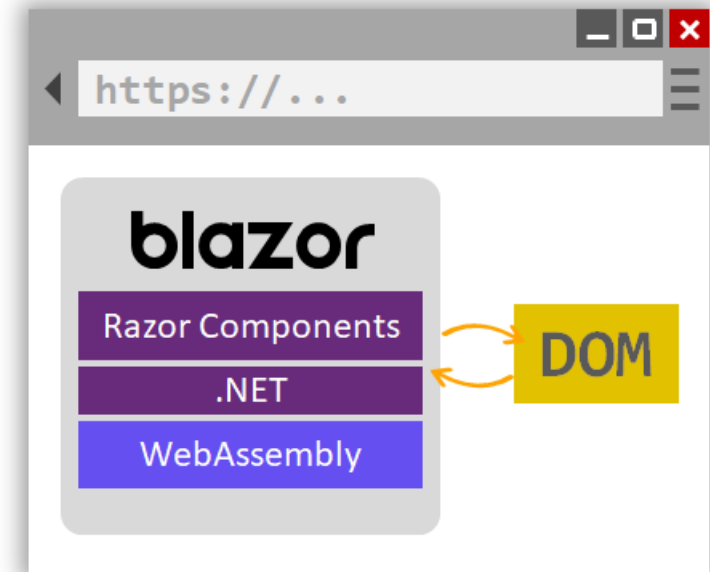 https://...
blazor
Razor Components
.NET
WebAssembly
DOM